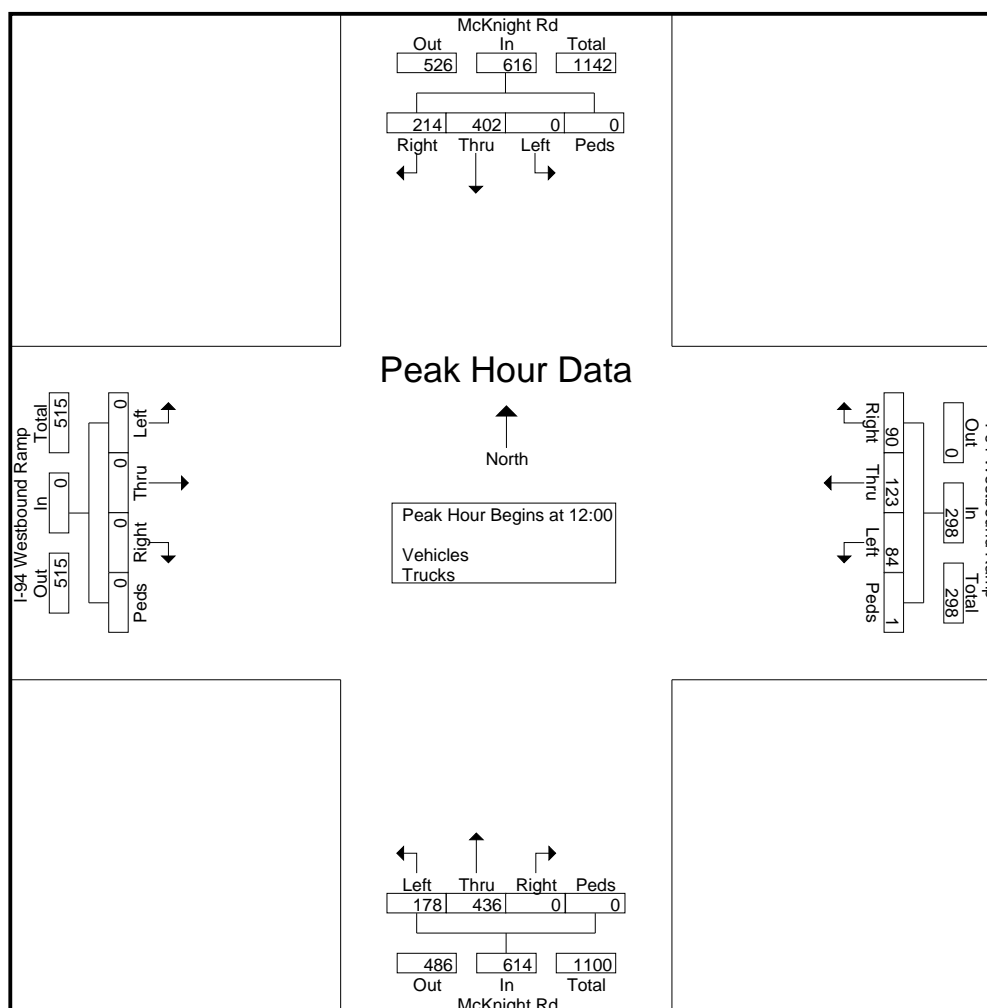 McKnight Rd
Out In Total
526 616 1142
214 402 0 0
Right Thru Left Peds
Peak Hour Data
North
Peak Hour Begins at 12:00
Vehicles
Trucks
I-94 Westbound Ramp
Out In Total
515 0 515
Left Thru Right Peds
0 0 0 0
Right Thru Left Peds
90 123 84 1
Out In Total
0 298 298
Left Thru Right Peds
178 436 0 0
486 614 1100
Out In Total
McKnight Rd